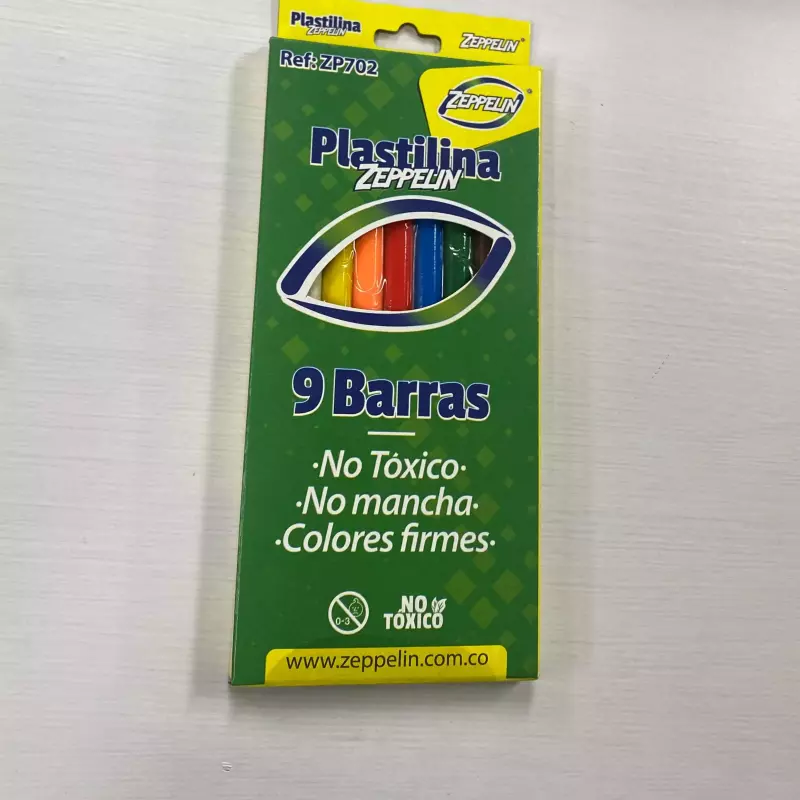 Plastilina
ZEPPELIN
ZEPPELIN®
Ref: ZP702
ZEPPELIN®
Plastilina
ZEPPELIN
9 Barras
·No Tóxico·
·No mancha·
·Colores firmes·
0-3
NO
TÓXICO
www.zeppelin.com.co